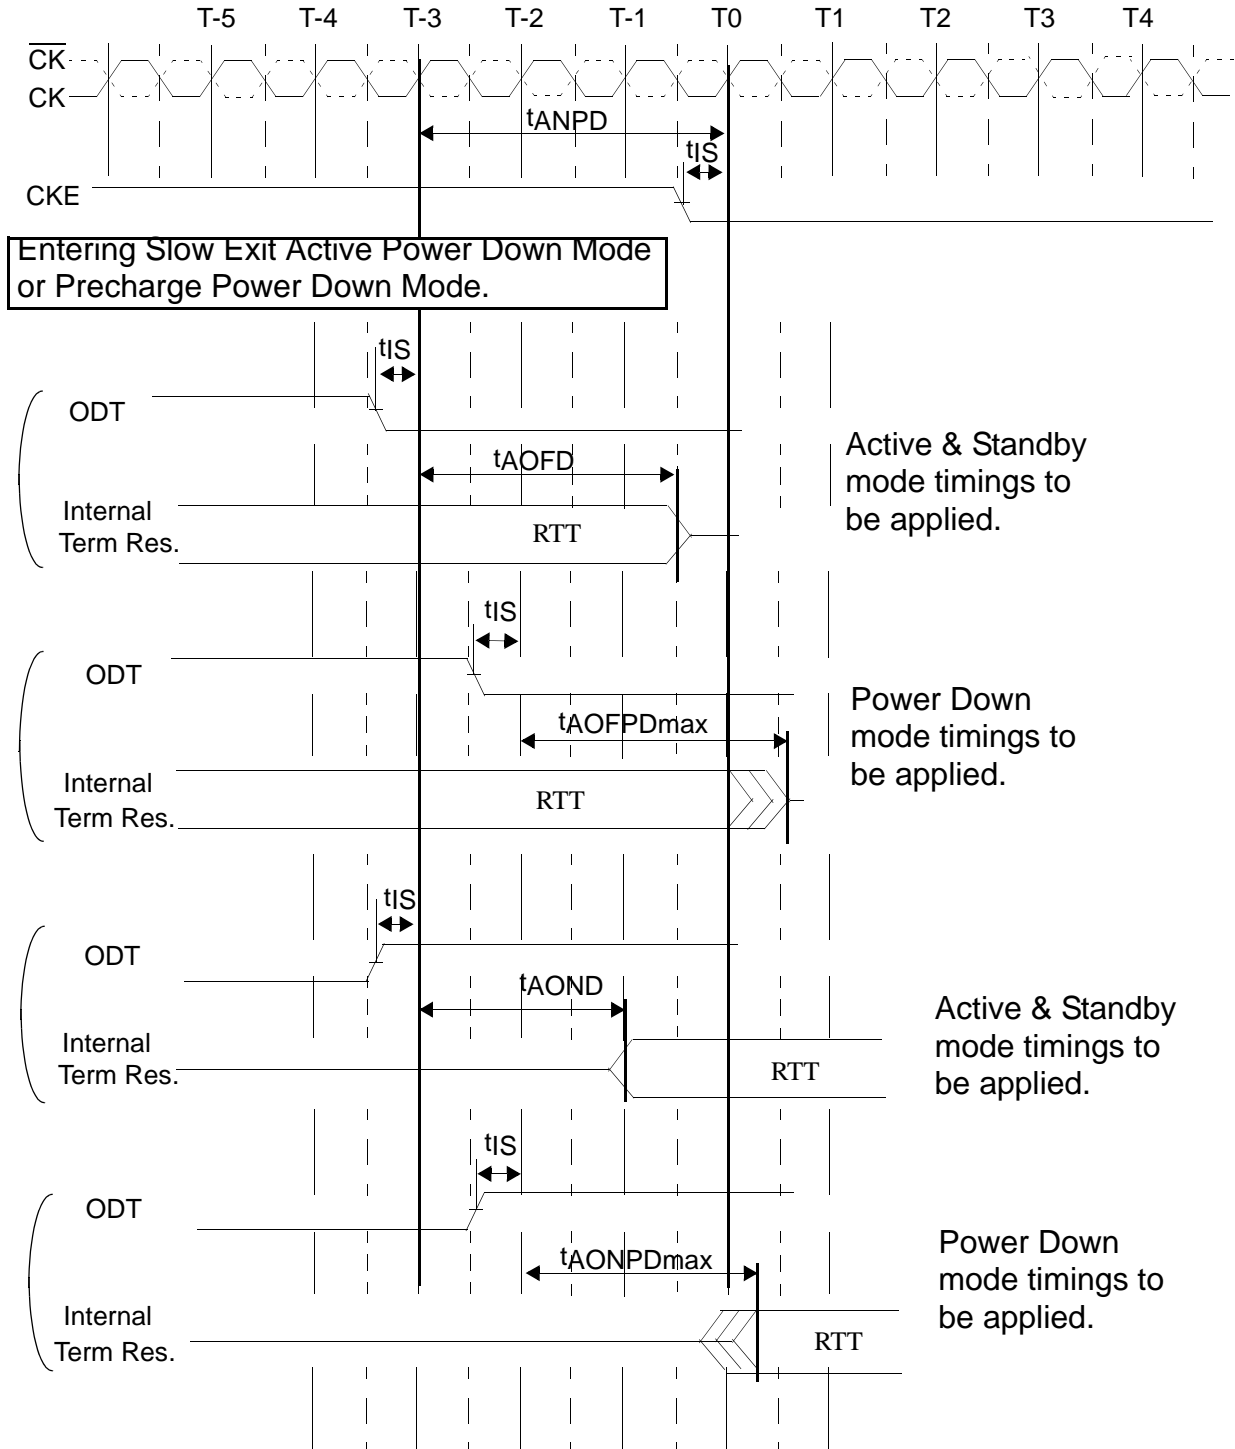 T-5 T-4 T-3 T-2 T-1 T0 T1 T2 T3 T4
CK
CK
tANPD
tIS
CKE
Entering Slow Exit Active Power Down Mode
or Precharge Power Down Mode.
tIS
ODT
tAOFD
Internal
Term Res.
RTT
Active & Standby
mode timings to
be applied.
tIS
ODT
tAOFPDmax
Internal
Term Res.
RTT
Power Down
mode timings to
be applied.
tIS
ODT
tAOND
Internal
Term Res.
RTT
Active & Standby
mode timings to
be applied.
tIS
ODT
tAONPDmax
Internal
Term Res.
RTT
Power Down
mode timings to
be applied.